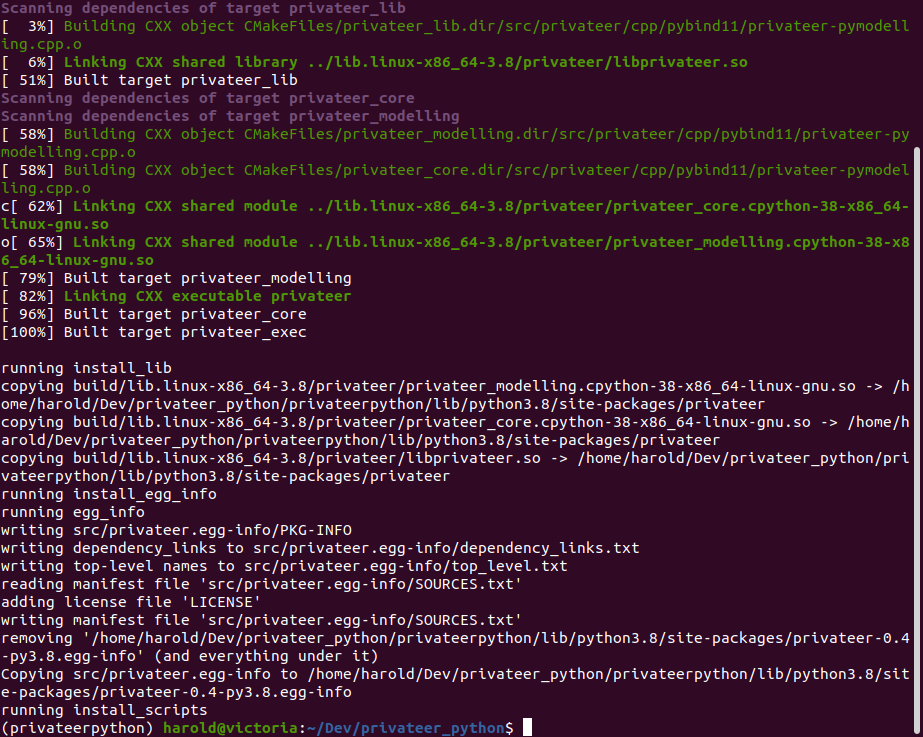 Scanning dependencies of target privateer_lib
[  3%] Building CXX object CMakeFiles/privateer_lib.dir/src/privateer/cpp/pybind11/privateer-pymodell
ing.cpp.o
[  6%] Linking CXX shared library ../lib.linux-x86_64-3.8/privateer/libprivateer.so
[ 51%] Built target privateer_lib
Scanning dependencies of target privateer_core
Scanning dependencies of target privateer_modelling
[ 58%] Building CXX object CMakeFiles/privateer_modelling.dir/src/privateer/cpp/pybind11/privateer-py
modelling.cpp.o
[ 58%] Building CXX object CMakeFiles/privateer_core.dir/src/privateer/cpp/pybind11/privateer-pymodel
ling.cpp.o
c[ 62%] Linking CXX shared module ../lib.linux-x86_64-3.8/privateer/privateer_core.cpython-38-x86_64-
linux-gnu.so
o[ 65%] Linking CXX shared module ../lib.linux-x86_64-3.8/privateer/privateer_modelling.cpython-38-x8
6_64-linux-gnu.so
[ 79%] Built target privateer_modelling
[ 82%] Linking CXX executable privateer
[ 96%] Built target privateer_core
[100%] Built target privateer_exec

running install_lib
copying build/lib.linux-x86_64-3.8/privateer/privateer_modelling.cpython-38-x86_64-linux-gnu.so -> /h
ome/harold/Dev/privateer_python/privateerpython/lib/python3.8/site-packages/privateer
copying build/lib.linux-x86_64-3.8/privateer/privateer_core.cpython-38-x86_64-linux-gnu.so -> /home/h
arold/Dev/privateer_python/privateerpython/lib/python3.8/site-packages/privateer
copying build/lib.linux-x86_64-3.8/privateer/libprivateer.so -> /home/harold/Dev/privateer_python/pri
vateerpython/lib/python3.8/site-packages/privateer
running install_egg_info
running egg_info
writing src/privateer.egg-info/PKG-INFO
writing dependency_links to src/privateer.egg-info/dependency_links.txt
writing top-level names to src/privateer.egg-info/top_level.txt
reading manifest file 'src/privateer.egg-info/SOURCES.txt'
adding license file 'LICENSE'
writing manifest file 'src/privateer.egg-info/SOURCES.txt'
removing '/home/harold/Dev/privateer_python/privateerpython/lib/python3.8/site-packages/privateer-0.4
-py3.8.egg-info' (and everything under it)
Copying src/privateer.egg-info to /home/harold/Dev/privateer_python/privateerpython/lib/python3.8/sit
e-packages/privateer-0.4-py3.8.egg-info
running install_scripts
(privateerpython) harold@victoria:~/Dev/privateer_python$